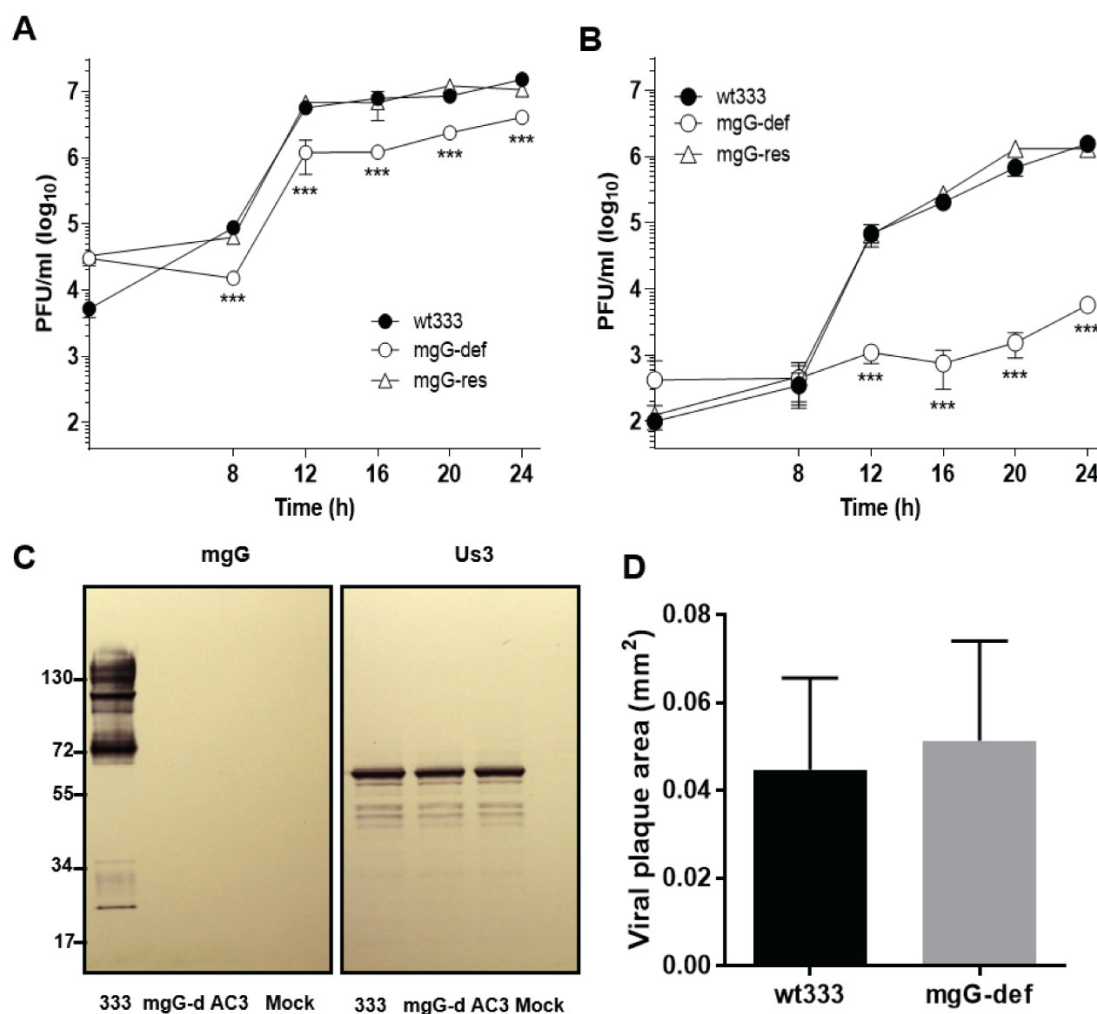 A
PFU/ml (log10)
7
6
5
4
3
2
***
***
***
***
***
wt333
mgG-def
mgG-res
8
12
16
20
24
Time (h)
B
PFU/ml (log10)
7
6
5
4
3
2
wt333
mgG-def
mgG-res
***
***
***
***
8
12
16
20
24
Time (h)
C
mgG
Us3
130
72
55
34
17
333 mgG-d AC3 Mock
333 mgG-d AC3 Mock
D
Viral plaque area (mm2)
0.08
0.06
0.04
0.02
0.00
wt333
mgG-def